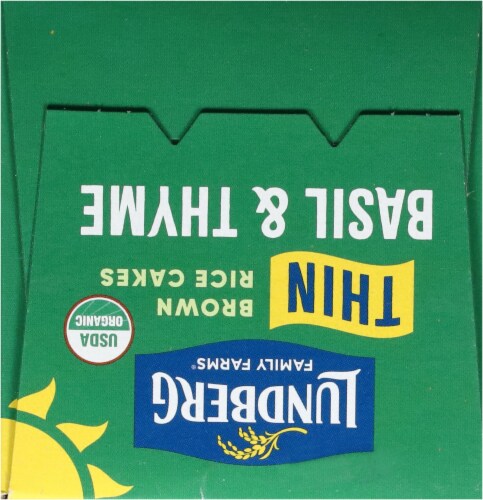 LUNDBERG
FAMILY FARMS®
USDA
ORGANIC
THIN
BROWN
RICE CAKES
BASIL & THYME